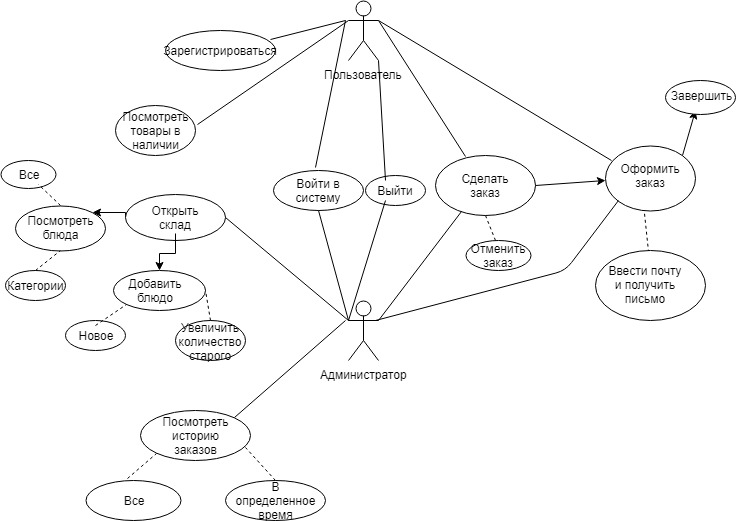 Зарегистрироваться
Пользователь
Завершить
Посмотреть
товары в
наличии
Все
Войти в
систему
Выйти
Сделать
заказ
Оформить
заказ
Посмотреть
блюда
Открыть
склад
Отменить
заказ
Категории
Добавить
блюдо
Ввести почту
и получить
письмо
Новое
Увеличить
количество
старого
Администратор
Посмотреть
историю
заказов
Все
В
определенное
время